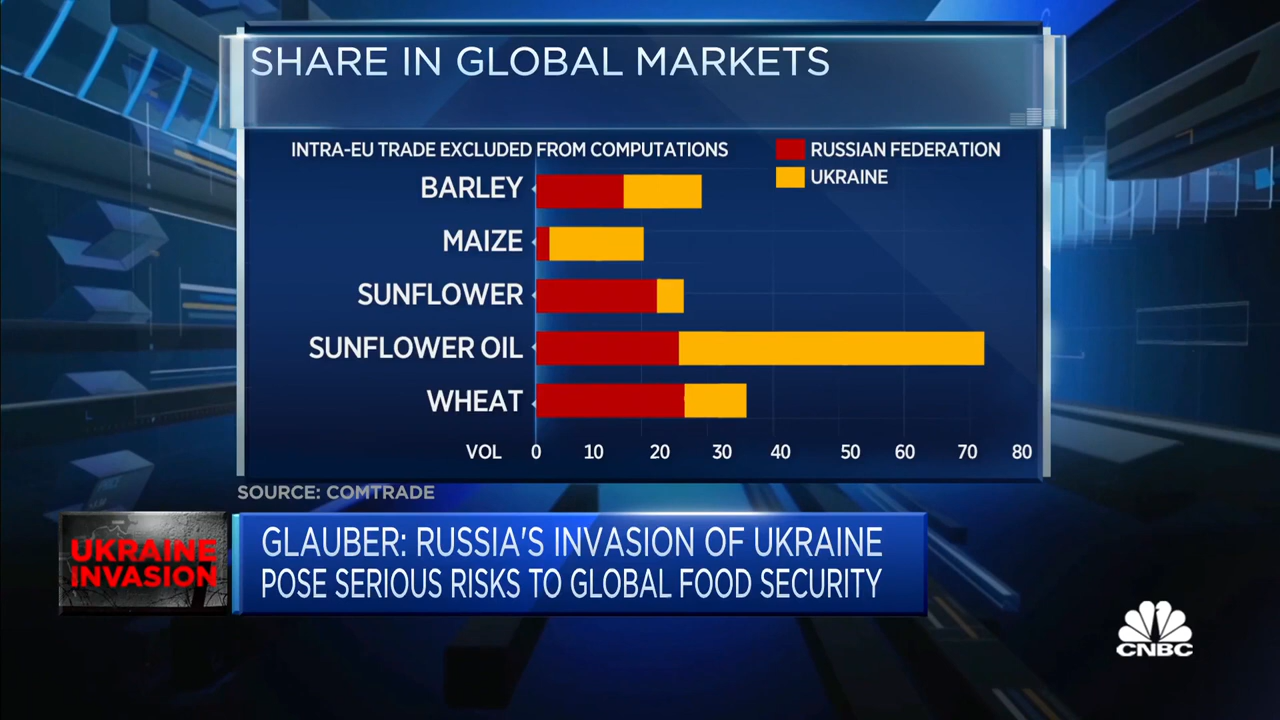 SHARE IN GLOBAL MARKETS
INTRA-EU TRADE EXCLUDED FROM COMPUTATIONS
RUSSIAN FEDERATION
UKRAINE
BARLEY
MAIZE
SUNFLOWER
SUNFLOWER OIL
WHEAT
VOL 0 10 20 30 40 50 60 70 80
SOURCE: COMTRADE
UKRAINE
INVASION
GLAUBER: RUSSIA'S INVASION OF UKRAINE
POSE SERIOUS RISKS TO GLOBAL FOOD SECURITY
CNBC